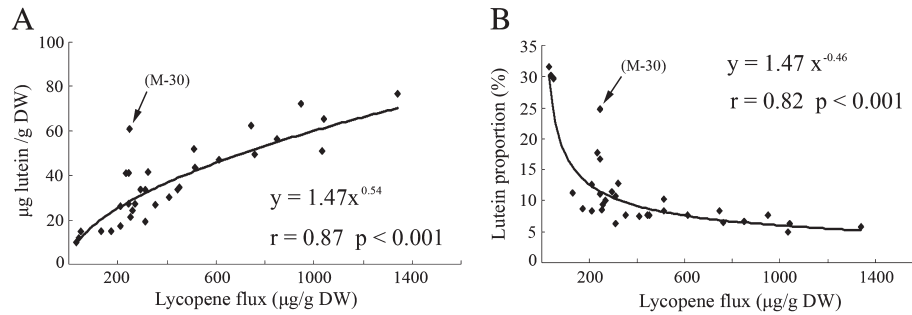 A
100
80
60
40
20
0
µg lutein /g DW
(M-30)
y = 1.47x^0.54
r = 0.87 p < 0.001
200 600 1000 1400
Lycopene flux (µg/g DW)
B
35
30
25
20
15
10
5
0
Lutein proportion (%)
(M-30)
y = 1.47 x^-0.46
r = 0.82 p < 0.001
200 600 1000 1400
Lycopene flux (µg/g DW)